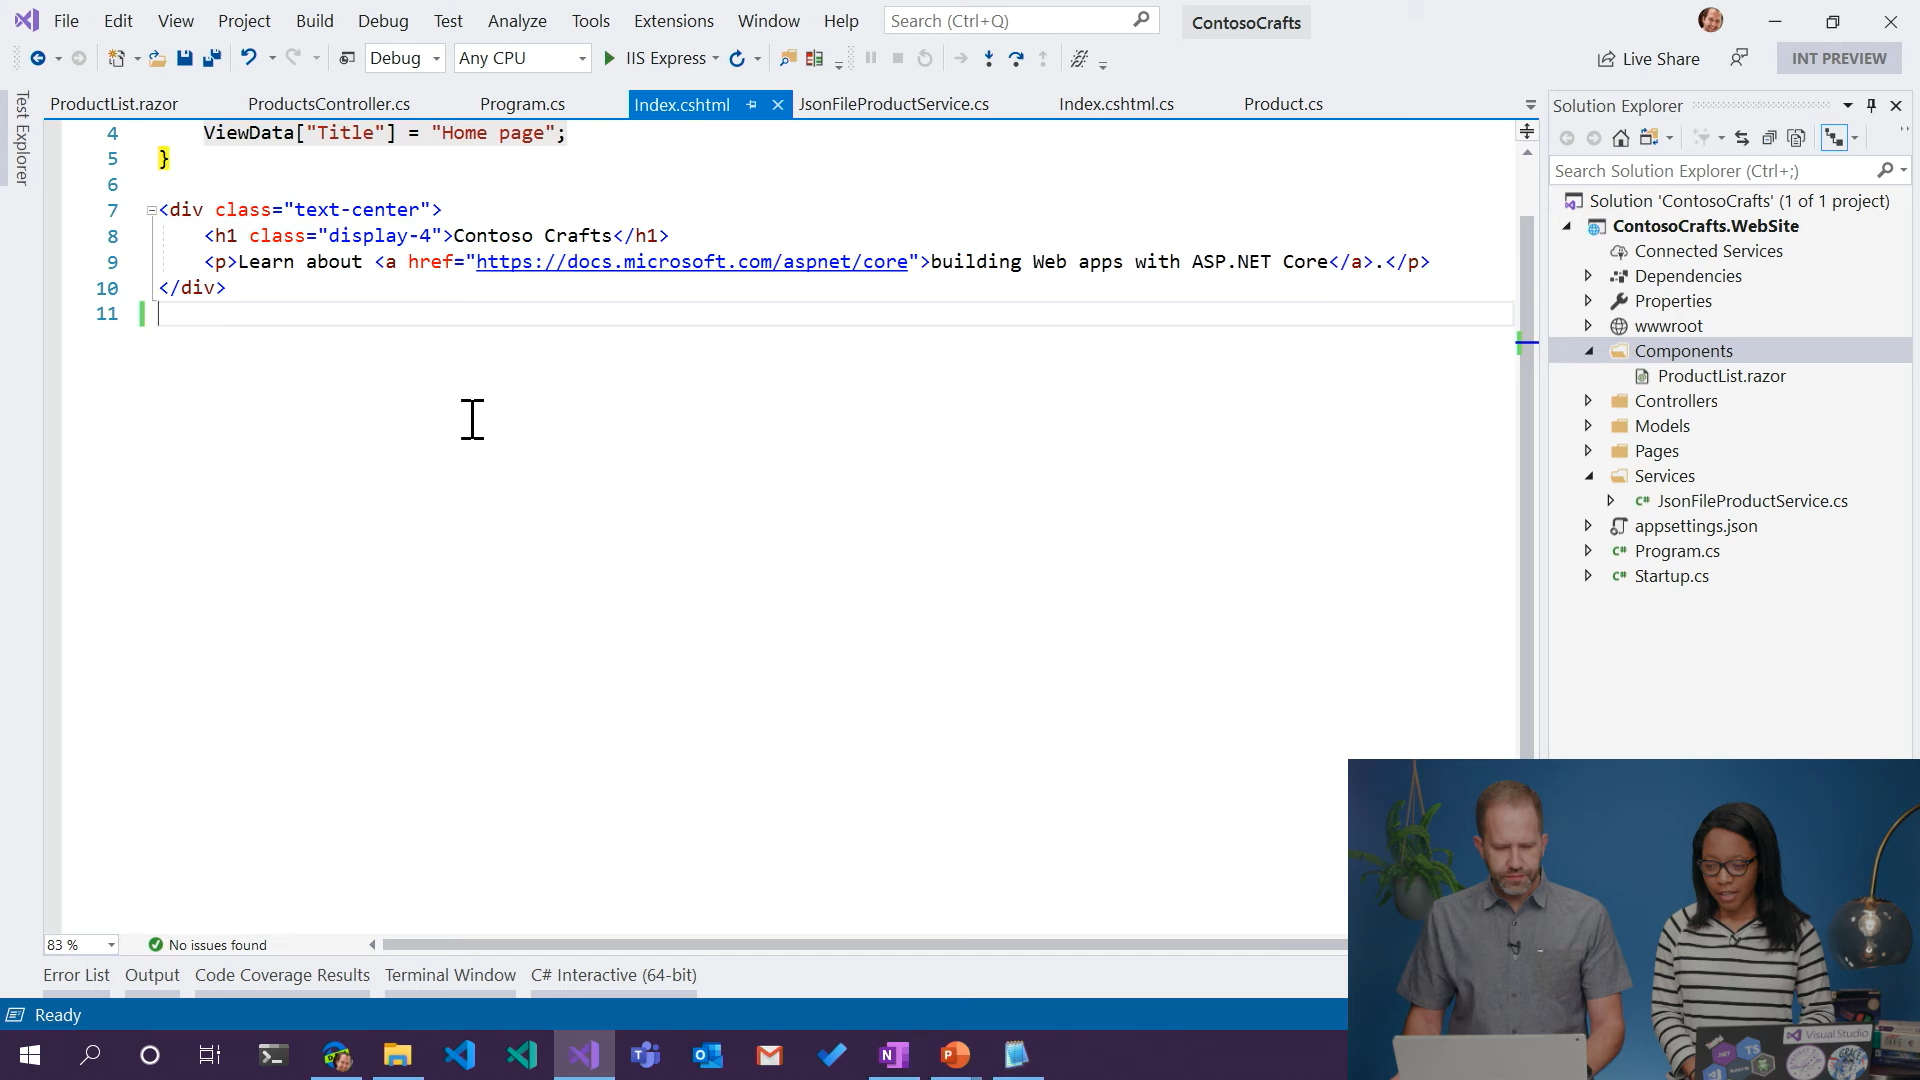 File Edit View Project Build Debug Test Analyze Tools Extensions Window Help Search (Ctrl+Q) ContosoCrafts
Debug Any CPU IIS Express Live Share INT PREVIEW
Test Explorer
ProductList.razor ProductsController.cs Program.cs Index.cshtml JsonFileProductService.cs Index.cshtml.cs Product.cs
4 ViewData["Title"] = "Home page";
5 }
6
7 <div class="text-center">
8 <h1 class="display-4">Contoso Crafts</h1>
9 <p>Learn about <a href="https://docs.microsoft.com/aspnet/core">building Web apps with ASP.NET Core</a>.</p>
10 </div>
11
Solution Explorer
Search Solution Explorer (Ctrl+;)
Solution 'ContosoCrafts' (1 of 1 project)
ContosoCrafts.WebSite
Connected Services
Dependencies
Properties
wwwroot
Components
ProductList.razor
Controllers
Models
Pages
Services
C# JsonFileProductService.cs
appsettings.json
C# Program.cs
C# Startup.cs
83 % No issues found
Error List Output Code Coverage Results Terminal Window C# Interactive (64-bit)
Ready
N P
.NET TS Visual Studio
GRACE